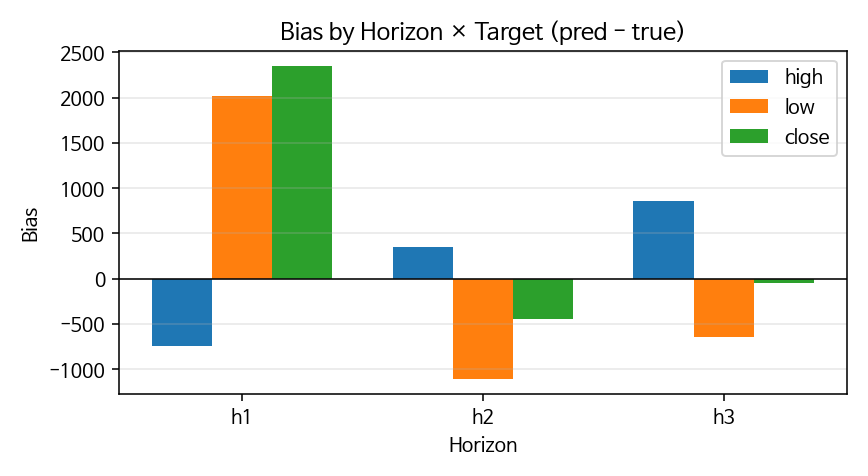 Bias by Horizon × Target (pred − true)
2500
2000
1500
1000
500
0
−500
−1000
Bias
high
low
close
h1
h2
h3
Horizon